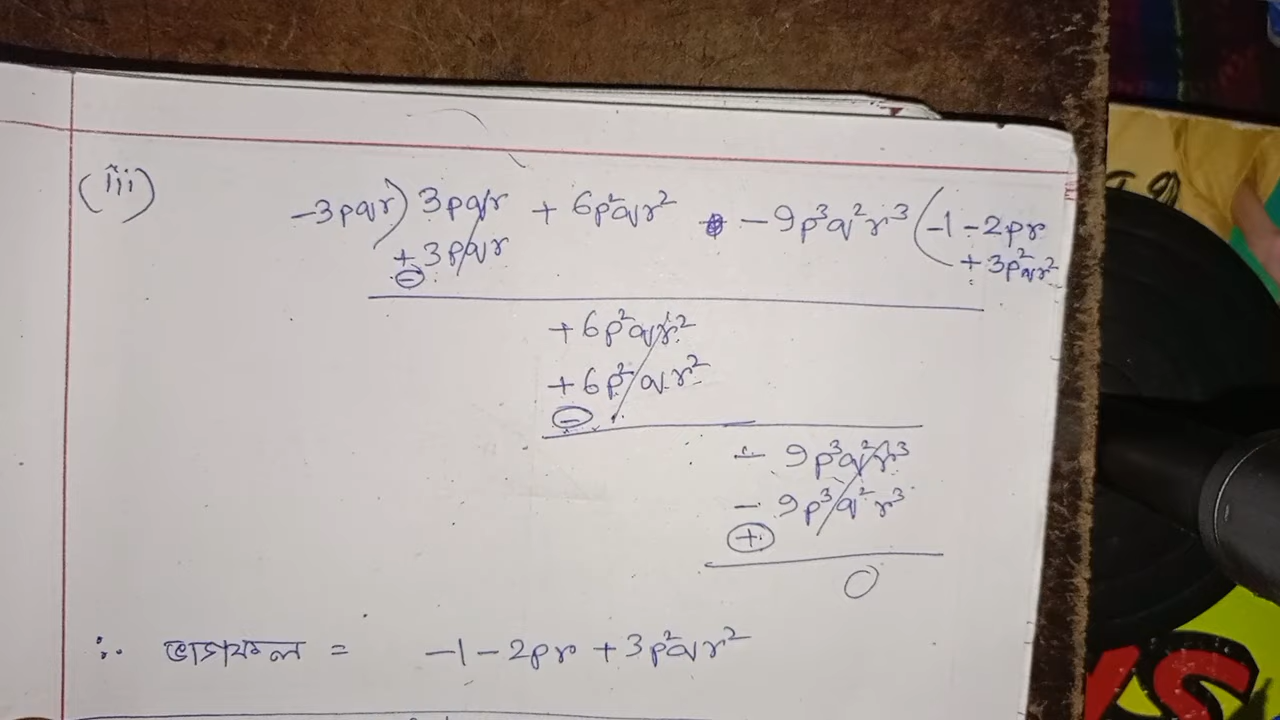 (iii)
-3pqr) 3pqr + 6p²qr² - 9p³q²r³ (-1 - 2pr
+ 3pqr
+ 3p²qr²
⊖
+ 6p²qr²
+ 6p²qr²
⊖
- 9p³q²r³
- 9p³q²r³
⊕
0
∴ ভাগফল = -1 - 2pr + 3p²qr²